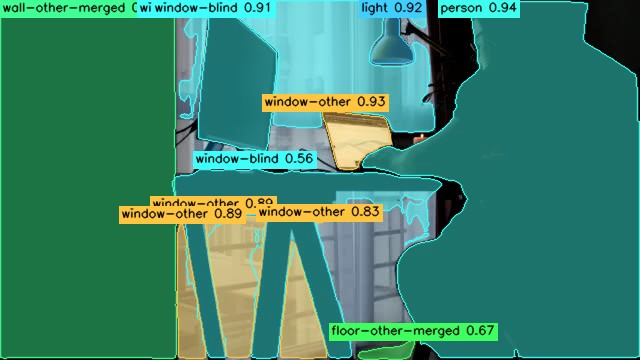 wall-other-merged
window-blind 0.91
light 0.92
person 0.94
window-other 0.93
window-blind 0.56
window-other 0.89
window-other 0.89
window-other 0.83
floor-other-merged 0.67